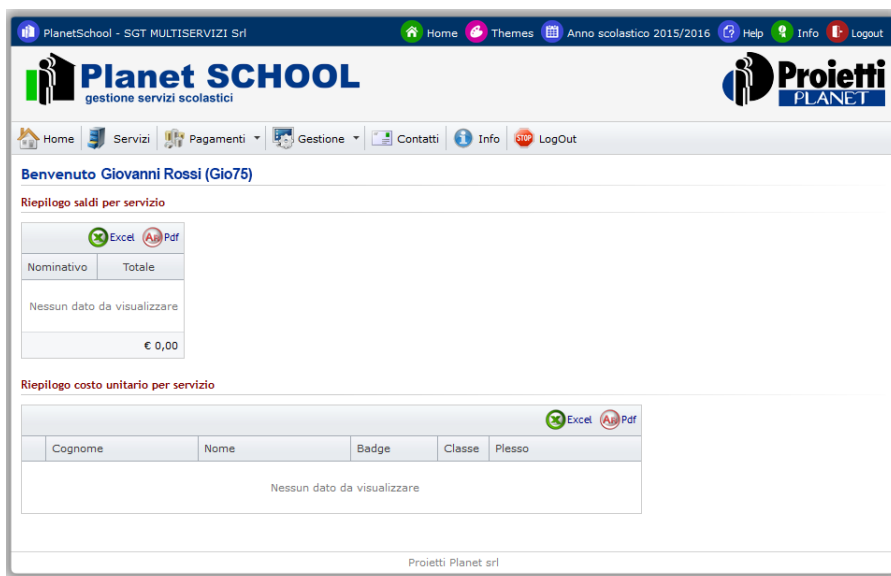 PlanetSchool - SGT MULTISERVIZI Srl Home Themes Anno scolastico 2015/2016 Help Info Logout
Planet SCHOOL
gestione servizi scolastici
Proietti
PLANET
Home Servizi Pagamenti Gestione Contatti Info STOP LogOut
Benvenuto Giovanni Rossi (Gio75)
Riepilogo saldi per servizio
Excel Pdf
Nominativo Totale
Nessun dato da visualizzare
€ 0,00
Riepilogo costo unitario per servizio
Excel Pdf
Cognome Nome Badge Classe Plesso
Nessun dato da visualizzare
Proietti Planet srl